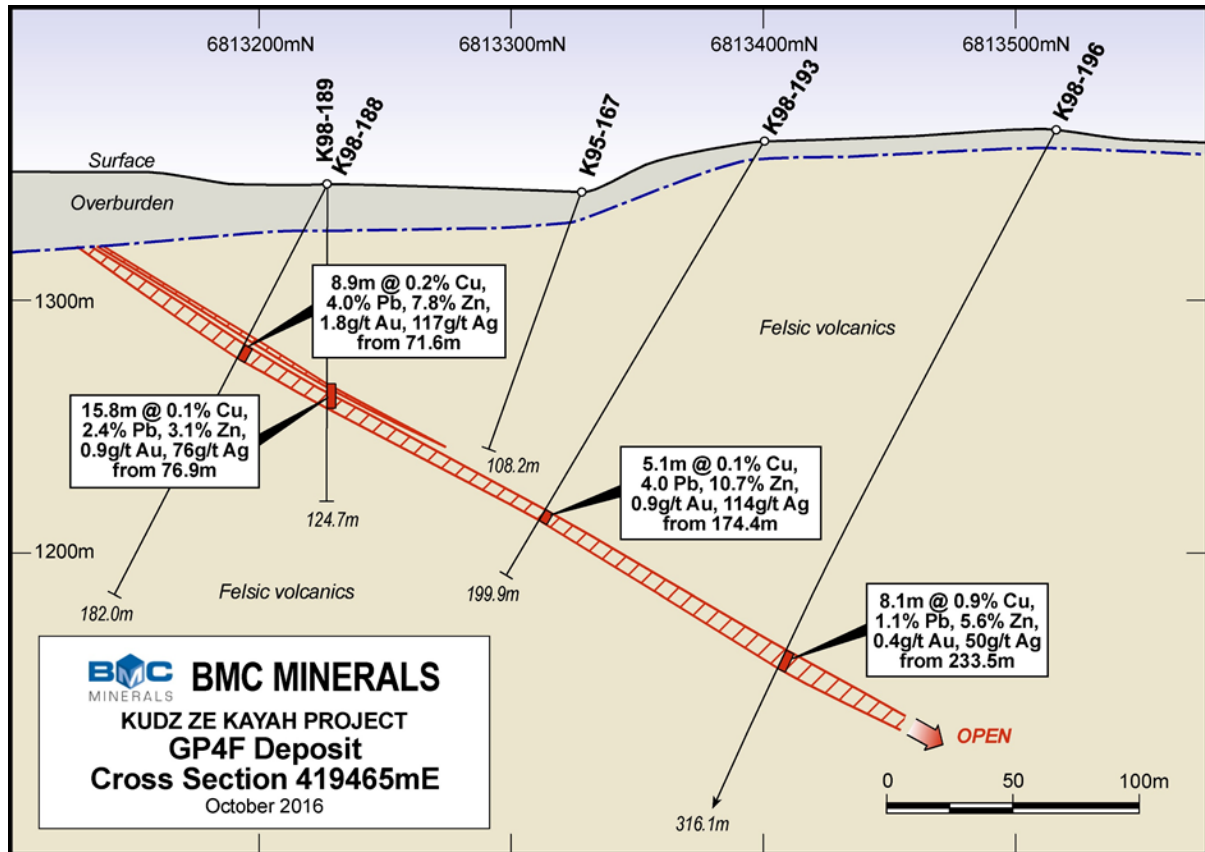 6813200mN
6813300mN
6813400mN
6813500mN
K98-189
K98-188
K95-167
K98-193
K98-196
Surface
Overburden
8.9m @ 0.2% Cu,
4.0% Pb, 7.8% Zn,
1.8g/t Au, 117g/t Ag
from 71.6m
1300m
Felsic volcanics
15.8m @ 0.1% Cu,
2.4% Pb, 3.1% Zn,
0.9g/t Au, 76g/t Ag
from 76.9m
108.2m
5.1m @ 0.1% Cu,
4.0 Pb, 10.7% Zn,
0.9g/t Au, 114g/t Ag
from 174.4m
124.7m
1200m
Felsic volcanics
199.9m
182.0m
8.1m @ 0.9% Cu,
1.1% Pb, 5.6% Zn,
0.4g/t Au, 50g/t Ag
from 233.5m
BMC
MINERALS
BMC MINERALS
KUDZ ZE KAYAH PROJECT
GP4F Deposit
Cross Section 419465mE
October 2016
OPEN
0 50 100m
316.1m